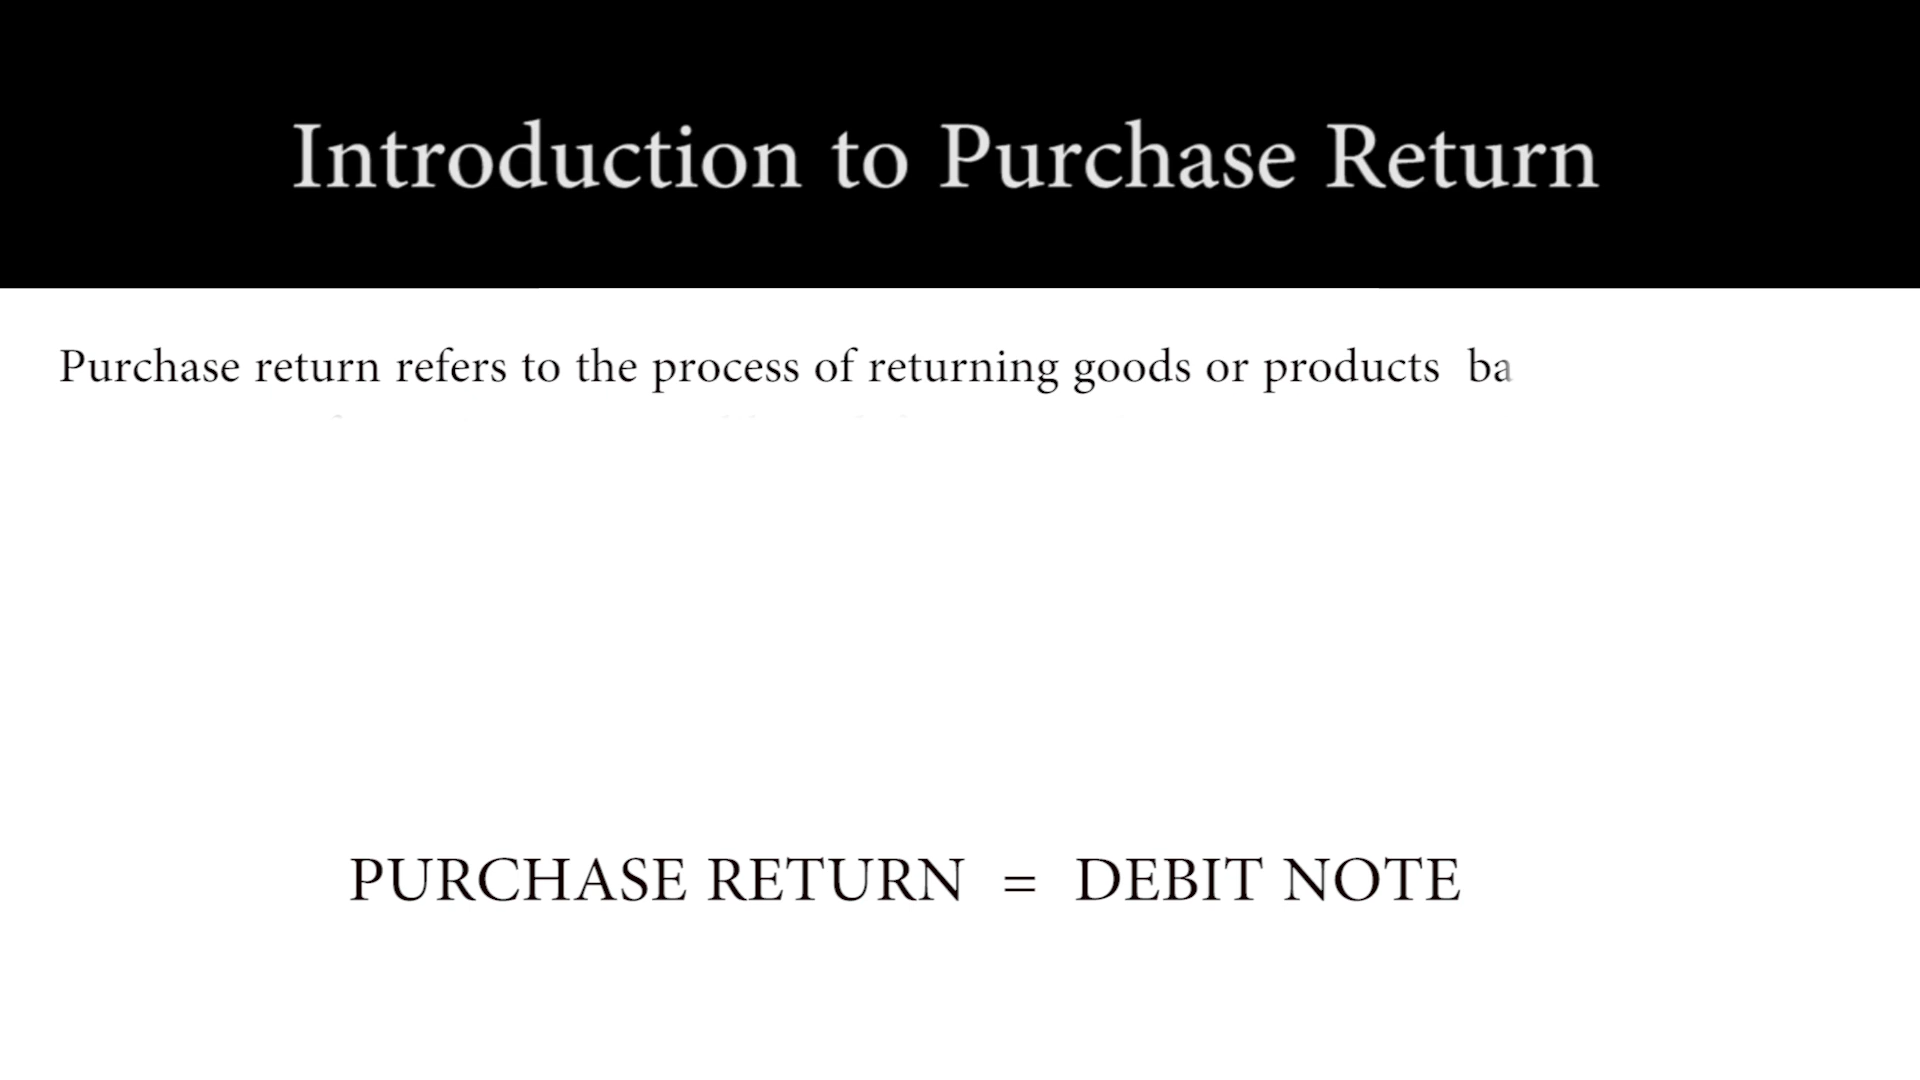 Introduction to Purchase Return
Purchase return refers to the process of returning goods or products ba
PURCHASE RETURN = DEBIT NOTE